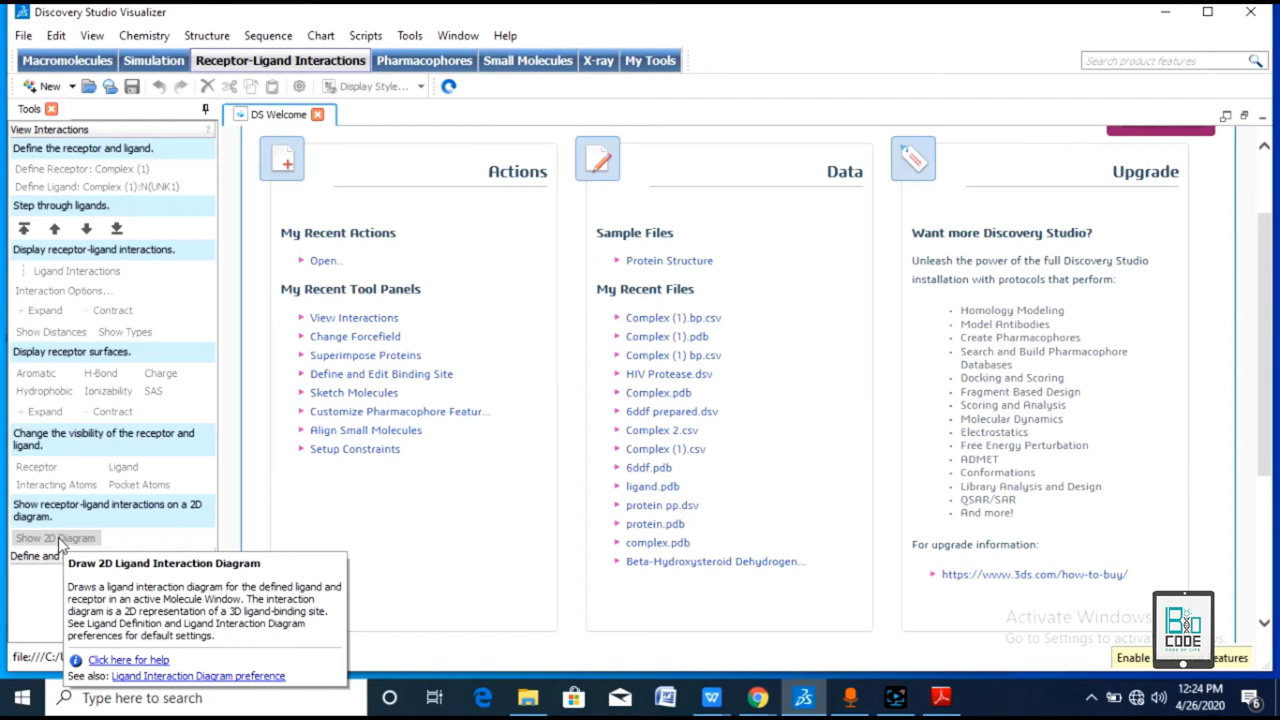 Discovery Studio Visualizer
File Edit View Chemistry Structure Sequence Chart Scripts Tools Window Help
Macromolecules Simulation Receptor-Ligand Interactions Pharmacophores Small Molecules X-ray My Tools Search product features
New Display Style...
Tools DS Welcome
View Interactions ?
Define the receptor and ligand.
Define Receptor: Complex (1)
Define Ligand: Complex (1):N(UNK1)
Step through ligands.
Display receptor-ligand interactions.
Ligand Interactions
Interaction Options...
+ Expand - Contract
Show Distances Show Types
Display receptor surfaces.
Aromatic H-Bond Charge
Hydrophobic Ionizability SAS
+ Expand - Contract
Change the visibility of the receptor and
ligand.
Receptor Ligand
Interacting Atoms Pocket Atoms
Show receptor-ligand interactions on a 2D
diagram.
Show 2D Diagram
Define and
Draw 2D Ligand Interaction Diagram
Draws a ligand interaction diagram for the defined ligand and
receptor in an active Molecule Window. The interaction
diagram is a 2D representation of a 3D ligand-binding site.
See Ligand Definition and Ligand Interaction Diagram
preferences for default settings.
Click here for help
See also: Ligand Interaction Diagram preference
file:///C:/
Actions
My Recent Actions
Open..
My Recent Tool Panels
View Interactions
Change Forcefield
Superimpose Proteins
Define and Edit Binding Site
Sketch Molecules
Customize Pharmacophore Featur...
Align Small Molecules
Setup Constraints
Data
Sample Files
Protein Structure
My Recent Files
Complex (1).bp.csv
Complex (1).pdb
Complex (1) bp.csv
HIV Protease.dsv
Complex.pdb
6ddf prepared.dsv
Complex 2.csv
Complex (1).csv
6ddf.pdb
ligand.pdb
protein pp.dsv
protein.pdb
complex.pdb
Beta-Hydroxysteroid Dehydrogen...
Upgrade
Want more Discovery Studio?
Unleash the power of the full Discovery Studio
installation with protocols that perform:
Homology Modeling
Model Antibodies
Create Pharmacophores
Search and Build Pharmacophore
Databases
Docking and Scoring
Fragment Based Design
Scoring and Analysis
Molecular Dynamics
Electrostatics
Free Energy Perturbation
ADMET
Conformations
Library Analysis and Design
QSAR/SAR
And more!
For upgrade information:
https://www.3ds.com/how-to-buy/
Activate Windows
Go to Settings to activa
Enable
eatures
BIO
CODE
CODE OF LIFE
Type here to search
12:24 PM
4/26/2020
6